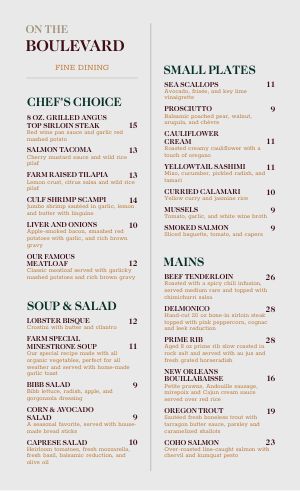 ON THE
BOULEVARD
FINE DINING
CHEF'S CHOICE
8 OZ. GRILLED ANGUS
TOP SIRLOIN STEAK 15
Red wine pan sauce and garlic red
mashed potato
SALMON TACOMA 13
Cherry mustard sauce and wild rice
pilaf
FARM RAISED TILAPIA 13
Lemon crust, citrus salsa and wild rice
pilaf
GULF SHRIMP SCAMPI 14
Jumbo shrimp sautéed in garlic, lemon
and butter with linguine
LIVER AND ONIONS 10
Apple-smoked bacon, smashed red
potatoes with garlic, and rich brown
gravy
OUR FAMOUS
MEATLOAF 12
Classic meatloaf served with garlicky
mashed potatoes and rich brown gravy
SOUP & SALAD
LOBSTER BISQUE 12
Crostini with butter and cilantro
FARM SPECIAL
MINESTRONE SOUP 11
Our special recipe made with all
organic vegetables, perfect for all
weather and served with home-made
garlic toast
BIBB SALAD 9
Bibb lettuce, radish, apple, and
gorgonzola dressing
CORN & AVOCADO
SALAD 9
A seasonal favorite, served with house-
made bread sticks
CAPRESE SALAD 10
Heirloom tomatoes, fresh mozzarella,
fresh basil, balsamic reduction, and
olive oil
SMALL PLATES
SEA SCALLOPS 11
Avocado, frisée, and key lime
vinaigrette
PROSCIUTTO 9
Balsamic poached pear, walnut,
arugula, and chèvre
CAULIFLOWER
CREAM 11
Roasted creamy cauliflower with a
touch of oregano
YELLOWTAIL SASHIMI 11
Miso, cucumber, pickled radish, and
tamari
CURRIED CALAMARI 10
Yellow curry and jasmine rice
MUSSELS 9
Tomato, garlic, and white wine broth
SMOKED SALMON 9
Sliced baguette, tomato, and capers
MAINS
BEEF TENDERLOIN 26
Roasted with a spicy chili infusion,
served medium rare and topped with
chimichurri salsa
DELMONICO 28
Hand-cut 20 oz bone-in sirloin steak
topped with pink peppercorn, cognac
and leek reduction
PRIME RIB 28
Aged 8 oz prime rib slow roasted in
rock salt and served with au jus and
fresh grated horseradish
NEW ORLEANS
BOUILLABAISSE 16
Petite prawns, Andouille sausage,
mirepoix and Cajun cream sauce
served over red rice
OREGON TROUT 19
Sautéed fresh boneless trout with
tarragon butter sauce, parsley and
caramelized shallots
COHO SALMON 23
Over-roasted line-caught salmon with
chervil and kumquat pesto